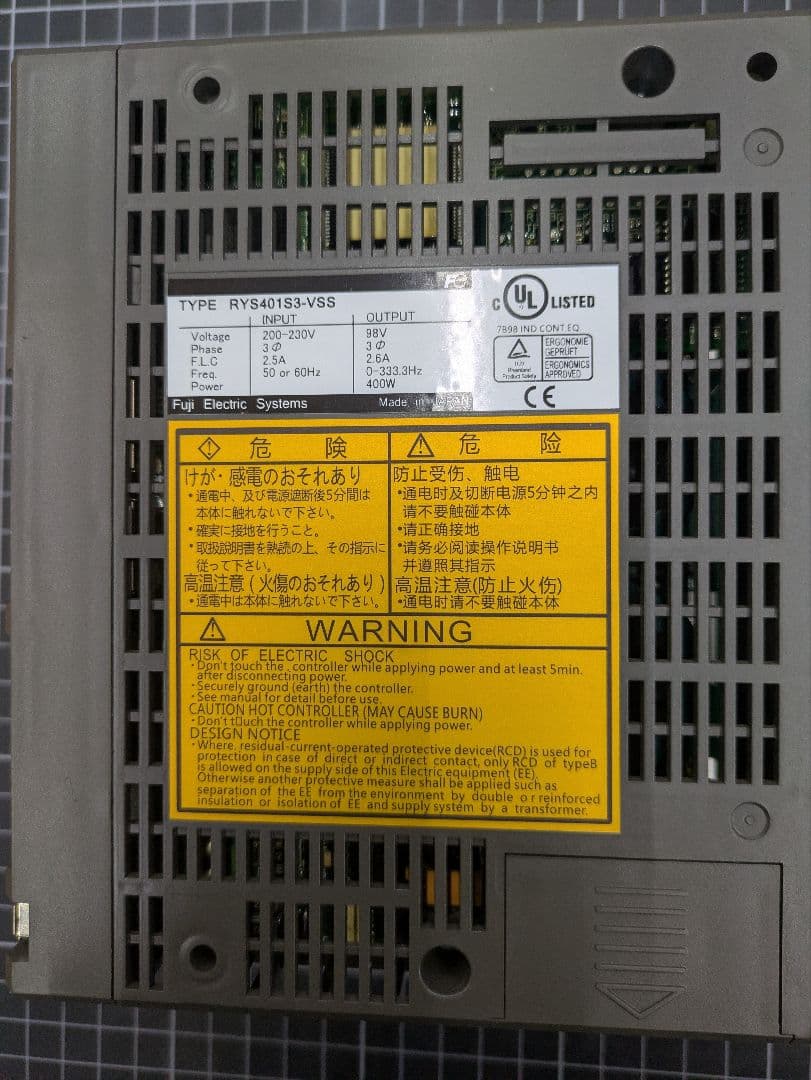 TYPE RYS401S3-VSS
INPUT OUTPUT
Voltage 200-230V 98V
Phase 3Φ 3Φ
F.L.C 2.5A 2.6A
Freq. 50 or 60Hz 0-333.3Hz
Power 400W
Fuji Electric Systems Made in JAPAN
C UL LISTED
7B98 IND.CONT.EQ.
TÜV
Rheinland
Product Safety
ERGONOMIE
GEPRÜFT
ERGONOMICS
APPROVED
CE
危 険
けが・感電のおそれあり
・通電中、及び電源遮断後5分間は
本体に触れないで下さい。
・確実に接地を行うこと。
・取扱説明書を熟読の上、その指示に
従って下さい。
高温注意(火傷のおそれあり)
・通電中は本体に触れないで下さい。
危 险
防止受伤、触电
・通电时及切断电源5分钟之内
请不要触碰本体
・请正确接地
・请务必阅读操作说明书
并遵照其指示
高温注意(防止火伤)
・通电时请不要触碰本体
WARNING
RISK OF ELECTRIC SHOCK
・Don't touch the controller while applying power and at least 5min.
after disconnecting power.
・Securely ground (earth) the controller.
・See manual for detail before use.
CAUTION HOT CONTROLLER (MAY CAUSE BURN)
・Don't t□uch the controller while applying power.
DESIGN NOTICE
・Where, residual-current-operated protective device(RCD) is used for
protection in case of direct or indirect contact, only RCD of typeB
is allowed on the supply side of this Electric equipment (EE).
Otherwise another protective measure shall be applied such as
separation of the EE from the environment by double or reinforced
insulation or isolation of EE and supply system by a transformer.